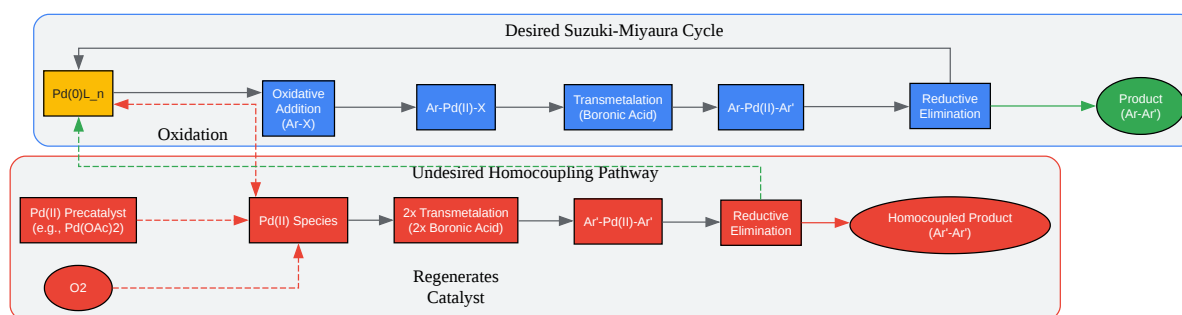 Desired Suzuki-Miyaura Cycle
Pd(0)L_n
Oxidative
Addition
(Ar-X)
Ar-Pd(II)-X
Transmetalation
(Boronic Acid)
Ar-Pd(II)-Ar'
Reductive
Elimination
Product
(Ar-Ar')
Oxidation
Undesired Homocoupling Pathway
Pd(II) Precatalyst
(e.g., Pd(OAc)2)
Pd(II) Species
2x Transmetalation
(2x Boronic Acid)
Ar'-Pd(II)-Ar'
Reductive
Elimination
Homocoupled Product
(Ar'-Ar')
O2
Regenerates
Catalyst